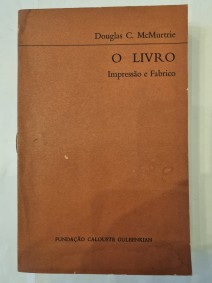 Douglas C. McMurtrie
O LIVRO
Impressão e Fabrico
FUNDAÇÃO CALOUSTE GULBENKIAN